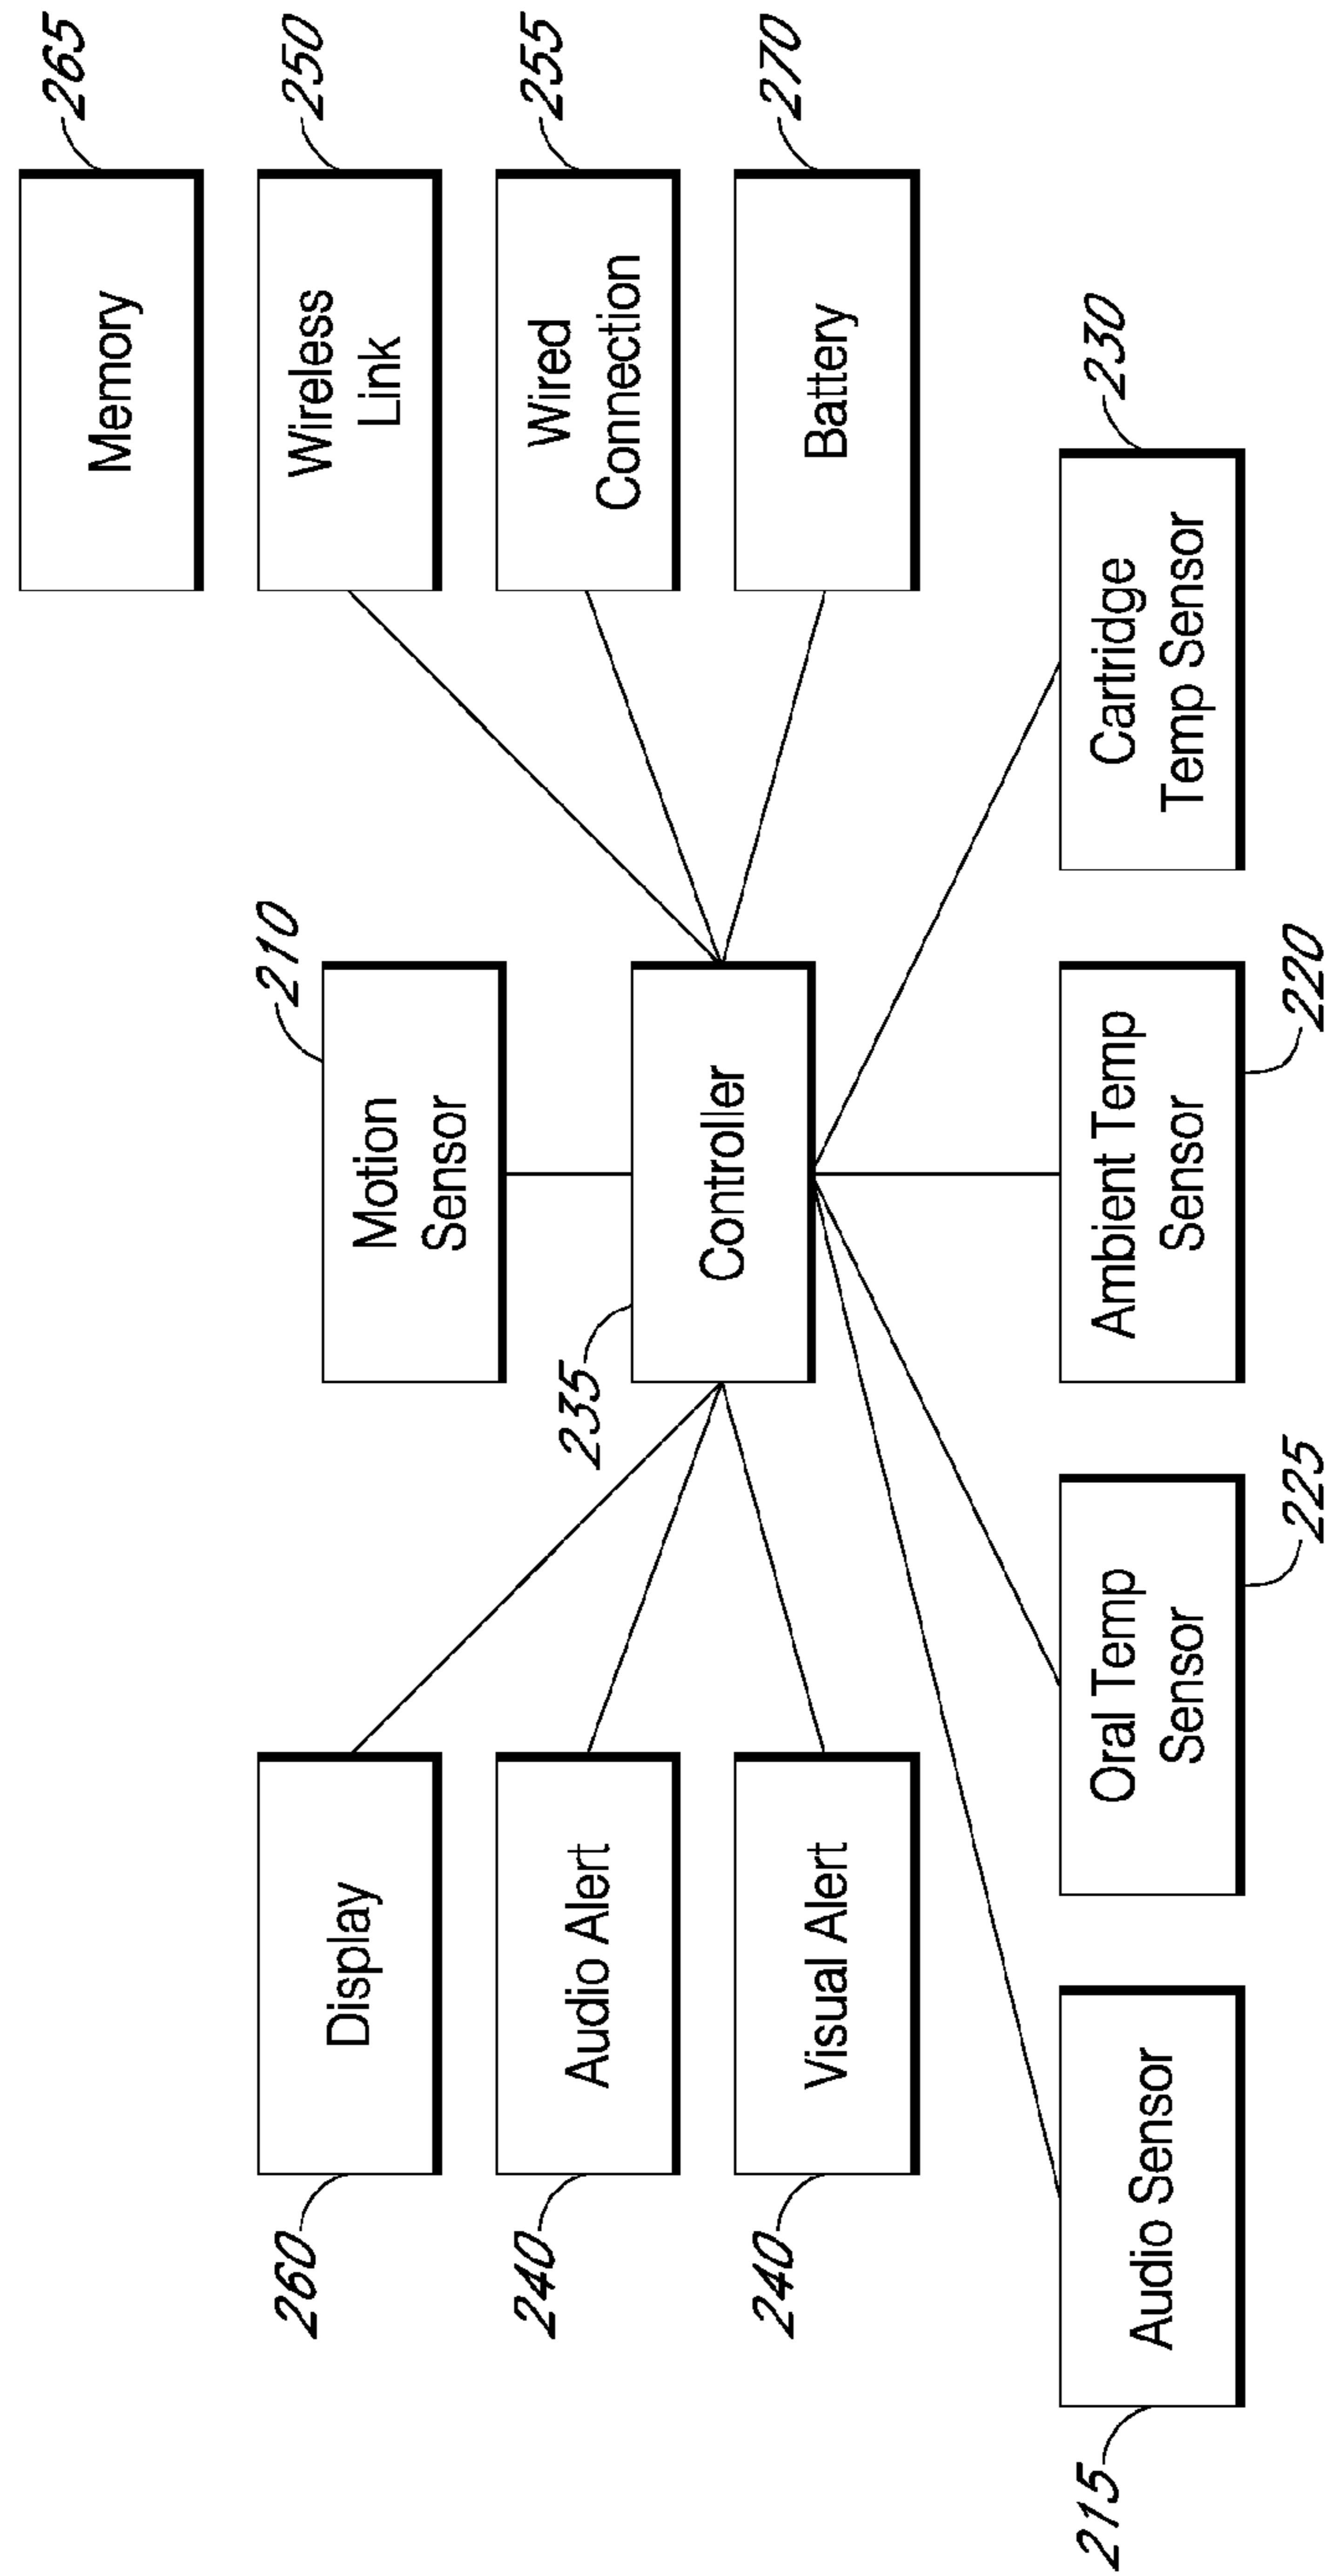 265
Memory
250
Wireless
Link
255
Wired
Connection
270
Battery
210
Motion
Sensor
235
Controller
260
Display
240
Audio Alert
240
Visual Alert
215
Audio Sensor
225
Oral Temp
Sensor
220
Ambient Temp
Sensor
230
Cartridge
Temp Sensor